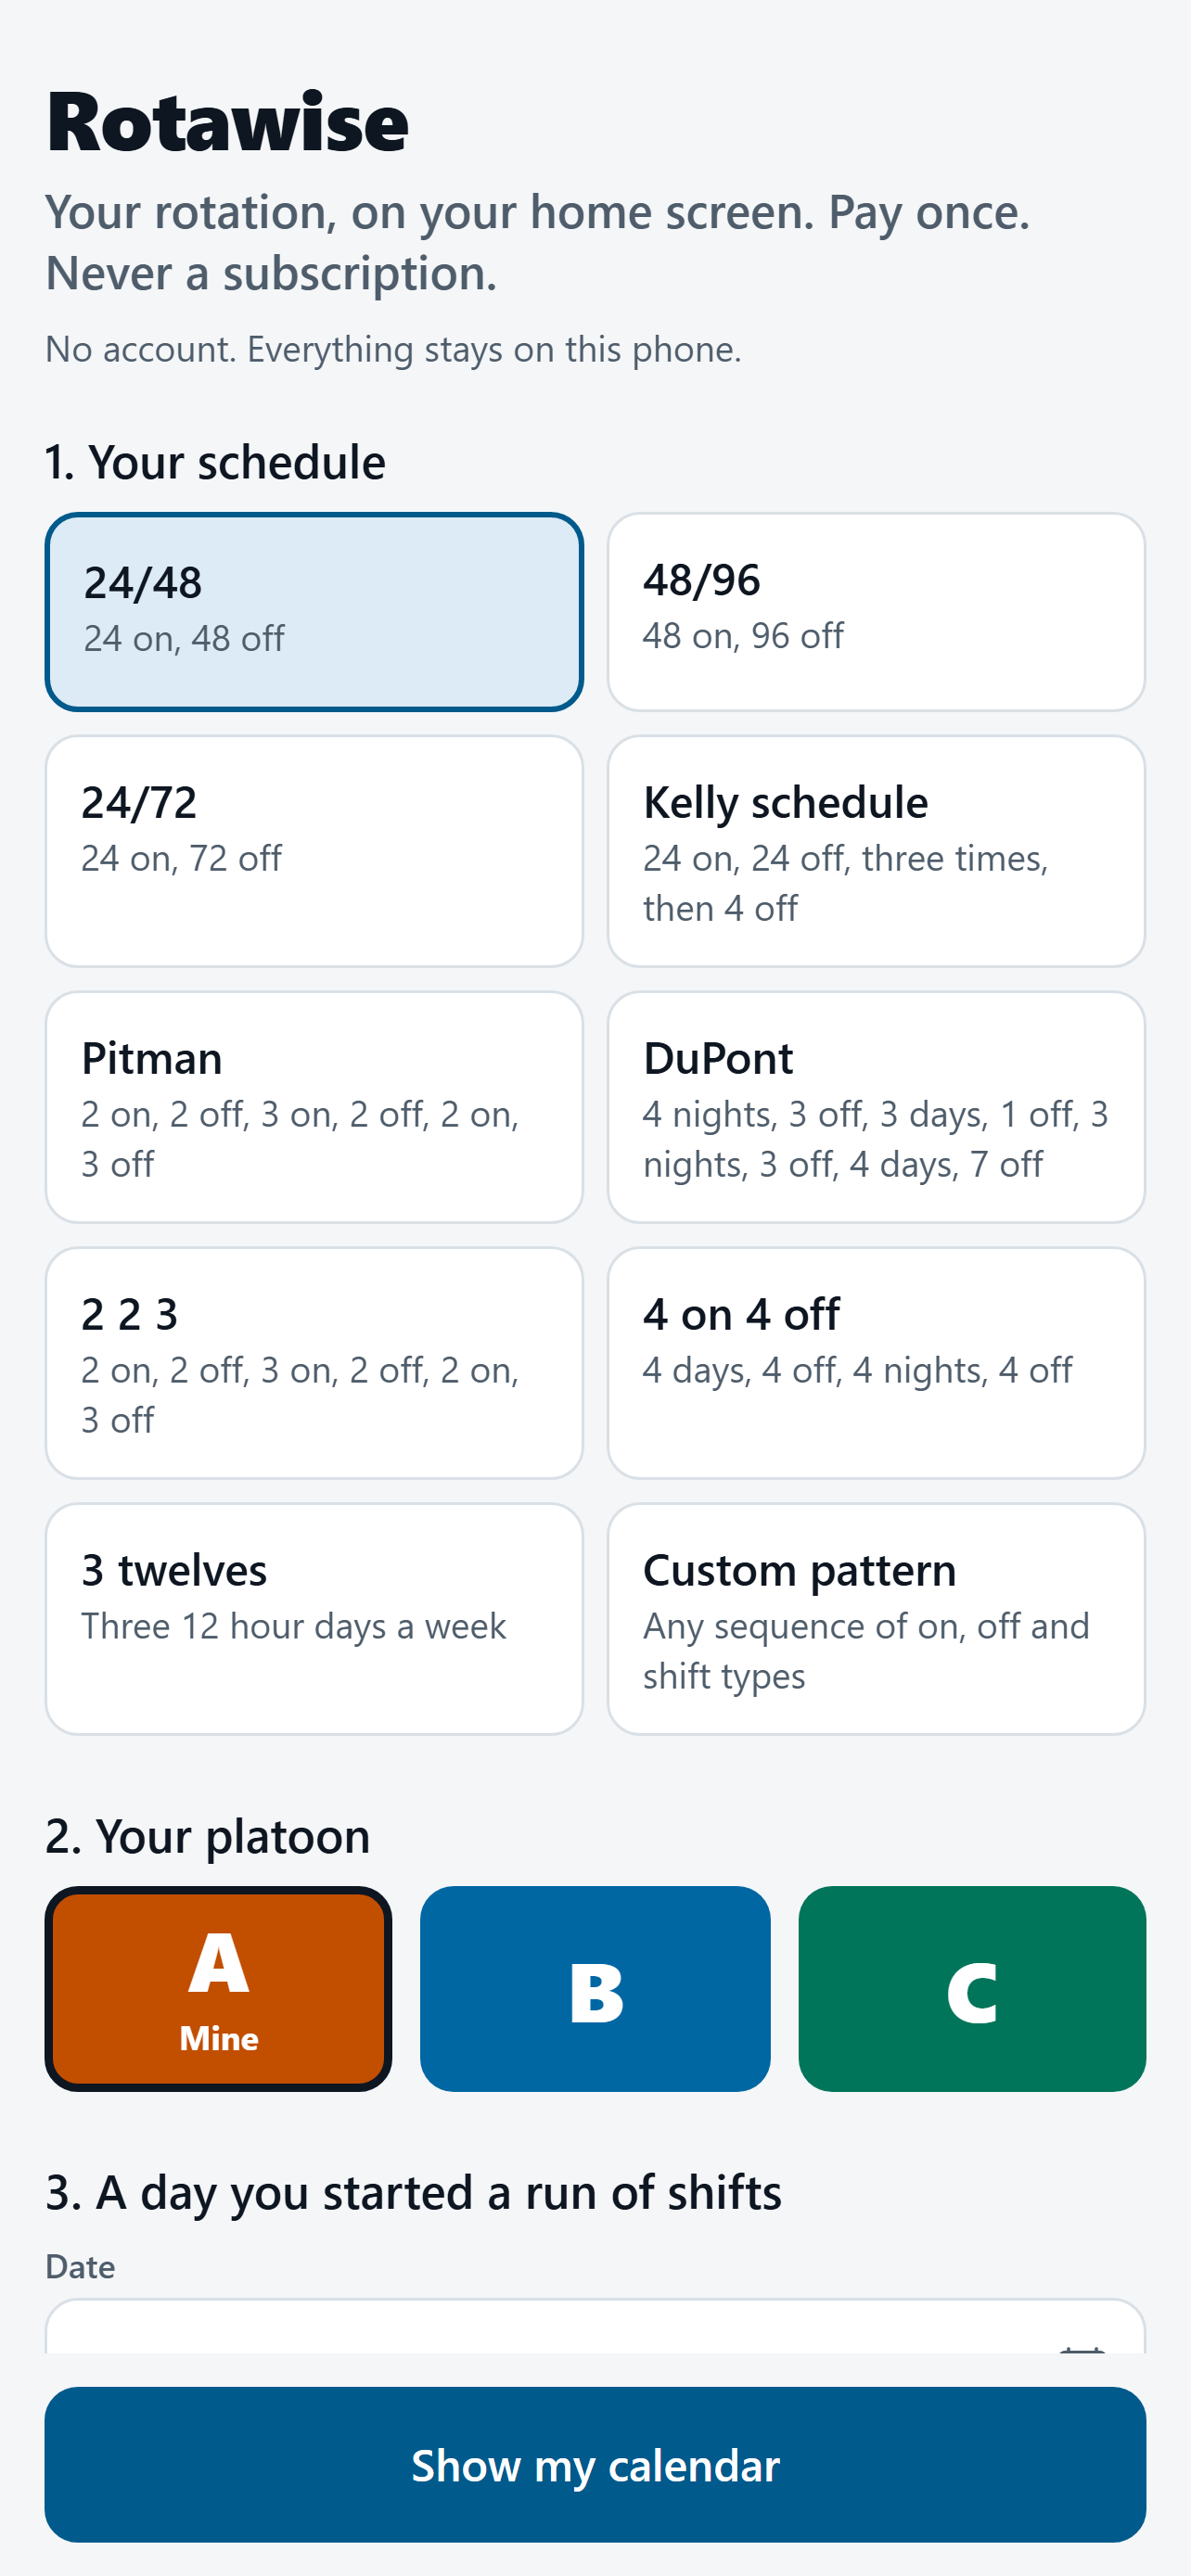 Rotawise
Your rotation, on your home screen. Pay once.
Never a subscription.
No account. Everything stays on this phone.
1. Your schedule
24/48
24 on, 48 off
48/96
48 on, 96 off
24/72
24 on, 72 off
Kelly schedule
24 on, 24 off, three times,
then 4 off
Pitman
2 on, 2 off, 3 on, 2 off, 2 on,
3 off
DuPont
4 nights, 3 off, 3 days, 1 off, 3
nights, 3 off, 4 days, 7 off
2 2 3
2 on, 2 off, 3 on, 2 off, 2 on,
3 off
4 on 4 off
4 days, 4 off, 4 nights, 4 off
3 twelves
Three 12 hour days a week
Custom pattern
Any sequence of on, off and
shift types
2. Your platoon
A
Mine
B
C
3. A day you started a run of shifts
Date
Show my calendar